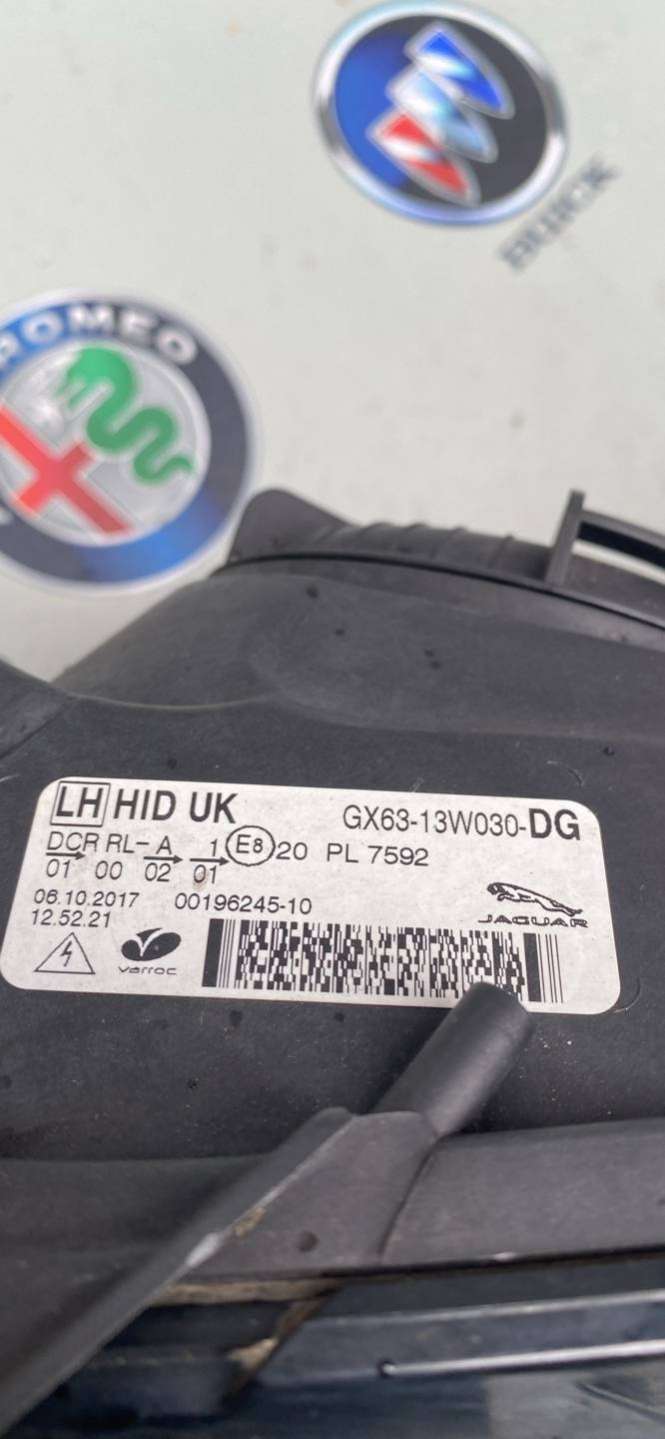 BUICK
ROMEO
LH HID UK
GX63-13W030-DG
DCR RL- A 1 E8 20 PL 7592
01 00 02 01
06.10.2017 00196245-10
12.52.21
JAGUAR
varroc